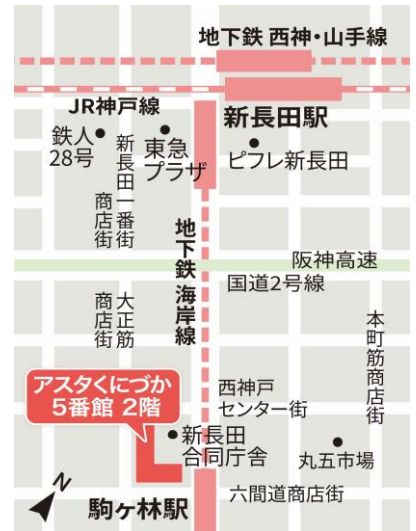 地下鉄 西神・山手線
JR神戸線
新長田駅
鉄人
28号
東急
プラザ
ピフレ新長田
新長田一番街
商店街
地下鉄 海岸線
阪神高速
国道2号線
大正筋
商店街
本町筋商店街
アスタくにづか
5番館 2階
西神戸
センター街
新長田
合同庁舎
丸五市場
六間道商店街
駒ヶ林駅
N